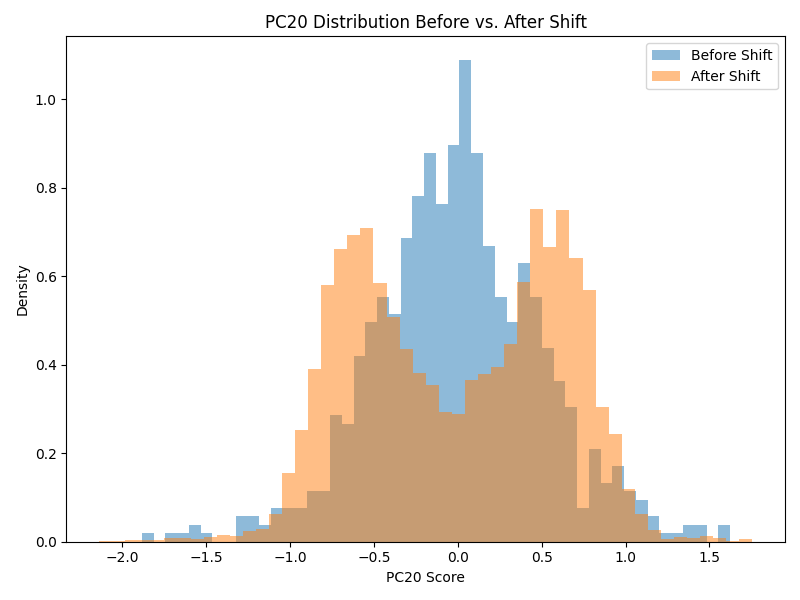 PC20 Distribution Before vs. After Shift
Before Shift
After Shift
Density
1.0
0.8
0.6
0.4
0.2
0.0
−2.0 −1.5 −1.0 −0.5 0.0 0.5 1.0 1.5
PC20 Score